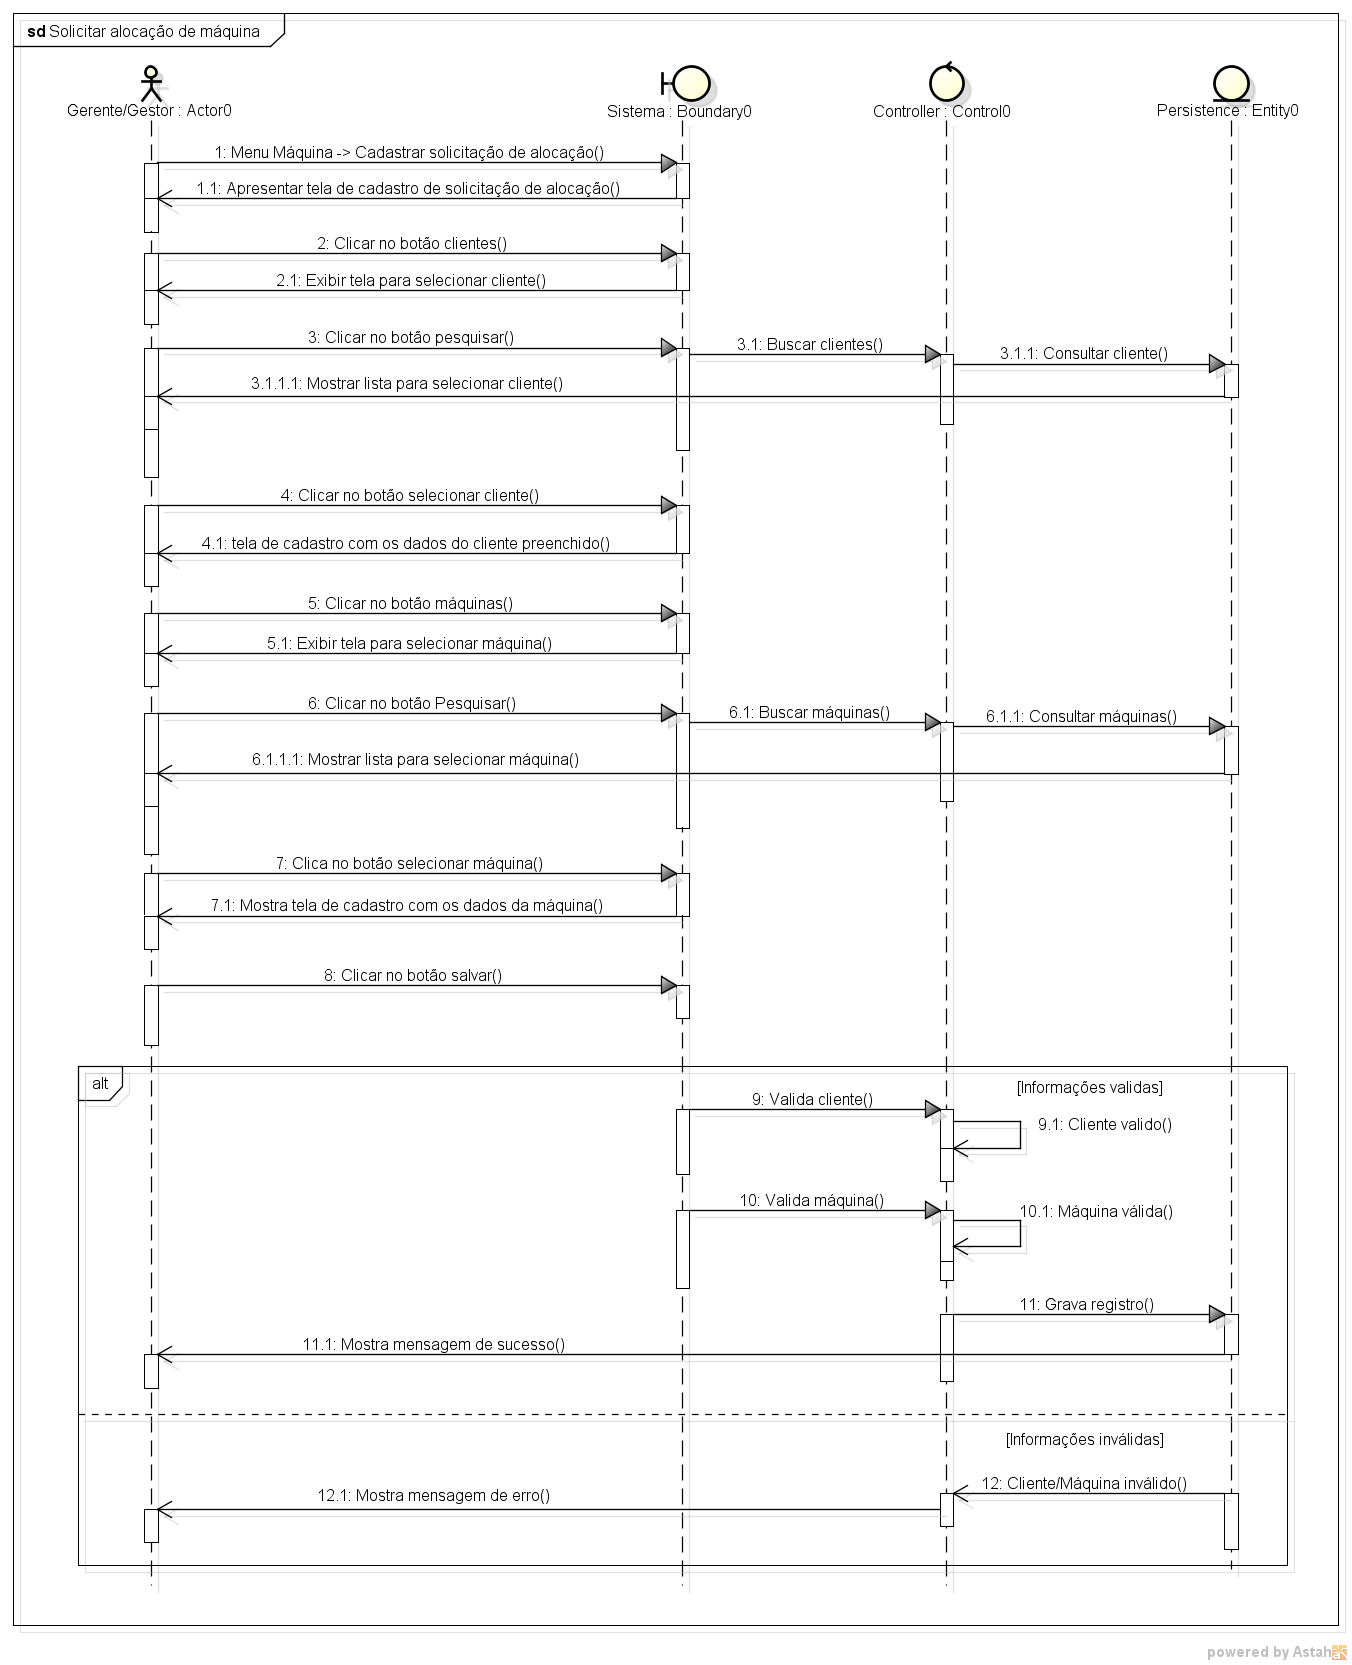 sd Solicitar alocação de máquina
Gerente/Gestor : Actor0
Sistema : Boundary0
Controller : Control0
Persistence : Entity0
1: Menu Máquina -> Cadastrar solicitação de alocação()
1.1: Apresentar tela de cadastro de solicitação de alocação()
2: Clicar no botão clientes()
2.1: Exibir tela para selecionar cliente()
3: Clicar no botão pesquisar()
3.1: Buscar clientes()
3.1.1: Consultar cliente()
3.1.1.1: Mostrar lista para selecionar cliente()
4: Clicar no botão selecionar cliente()
4.1: tela de cadastro com os dados do cliente preenchido()
5: Clicar no botão máquinas()
5.1: Exibir tela para selecionar máquina()
6: Clicar no botão Pesquisar()
6.1: Buscar máquinas()
6.1.1: Consultar máquinas()
6.1.1.1: Mostrar lista para selecionar máquina()
7: Clica no botão selecionar máquina()
7.1: Mostra tela de cadastro com os dados da máquina()
8: Clicar no botão salvar()
alt
[Informações validas]
9: Valida cliente()
9.1: Cliente valido()
10: Valida máquina()
10.1: Máquina válida()
11: Grava registro()
11.1: Mostra mensagem de sucesso()
[Informações inválidas]
12: Cliente/Máquina inválido()
12.1: Mostra mensagem de erro()
powered by Astah